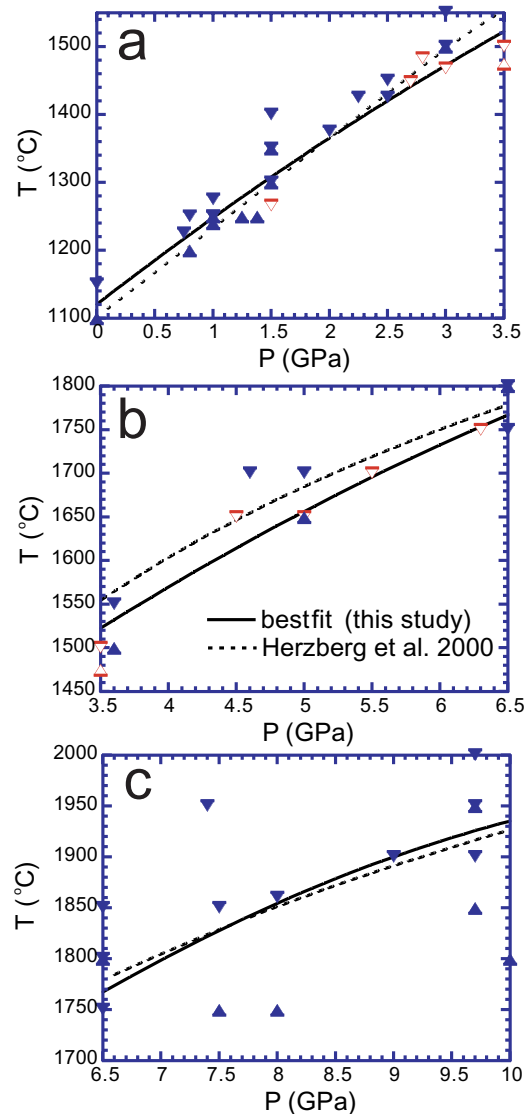 a
1500
1400
1300
1200
1100
T (°C)
0 0.5 1 1.5 2 2.5 3 3.5
P (GPa)
b
1800
1750
1700
1650
1600
1550
1500
1450
T (°C)
bestfit (this study)
Herzberg et al. 2000
3.5 4 4.5 5 5.5 6 6.5
P (GPa)
c
2000
1950
1900
1850
1800
1750
1700
T (°C)
6.5 7 7.5 8 8.5 9 9.5 10
P (GPa)